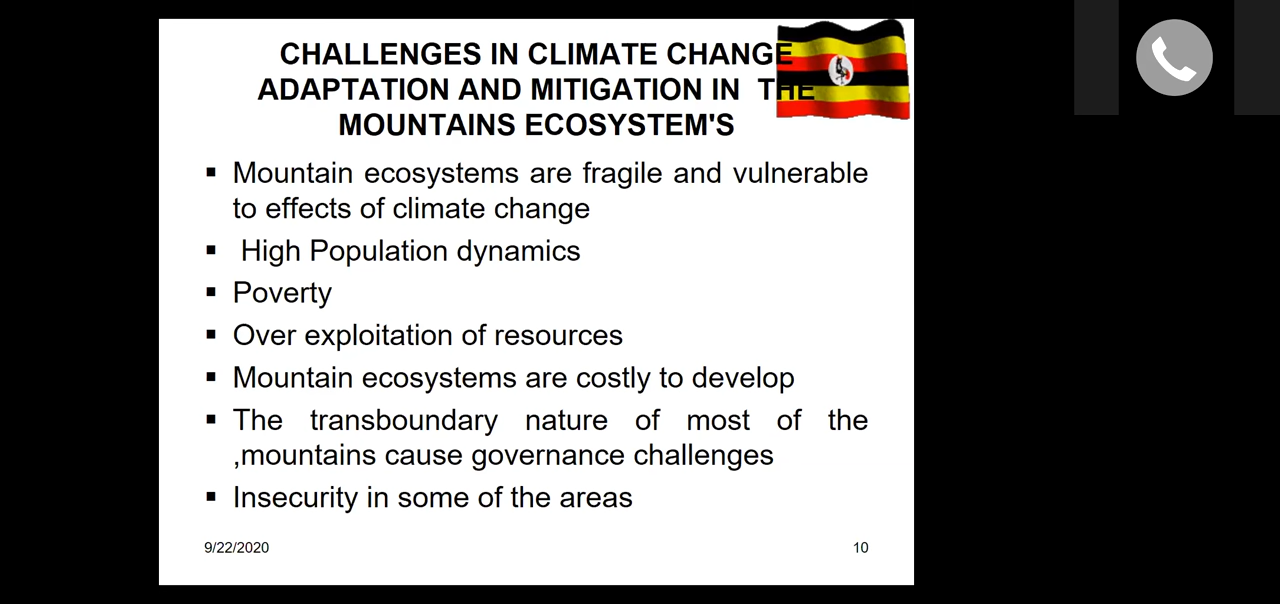 CHALLENGES IN CLIMATE CHANGE
ADAPTATION AND MITIGATION IN THE
MOUNTAINS ECOSYSTEM'S
▪ Mountain ecosystems are fragile and vulnerable
to effects of climate change
▪ High Population dynamics
▪ Poverty
▪ Over exploitation of resources
▪ Mountain ecosystems are costly to develop
▪ The transboundary nature of most of the
,mountains cause governance challenges
▪ Insecurity in some of the areas
9/22/2020
10